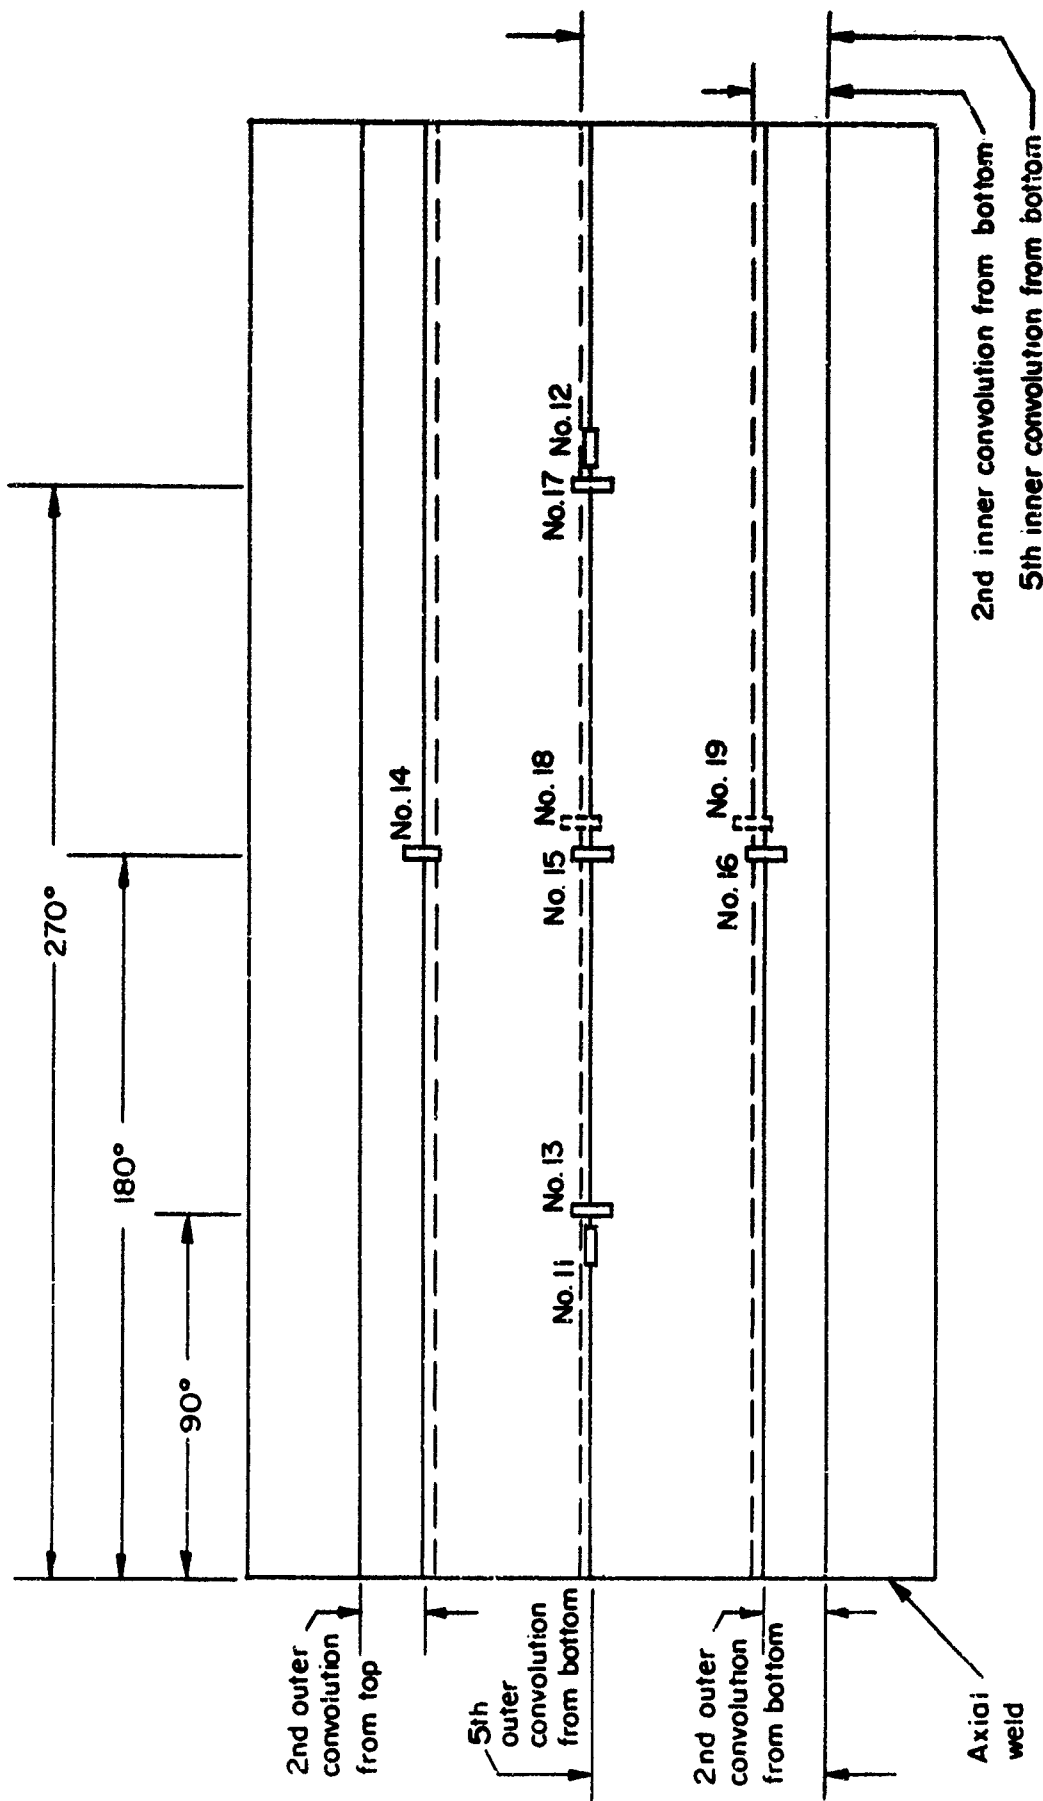 270°
180°
90°
2nd outer
convolution
from top
No. 14
5th
outer
convolution
from bottom
No. 11
No. 13
No. 15
No. 18
No. 17
No. 12
2nd outer
convolution
from bottom
No. 16
No. 19
Axial
weld
2nd inner convolution from bottom
5th inner convolution from bottom